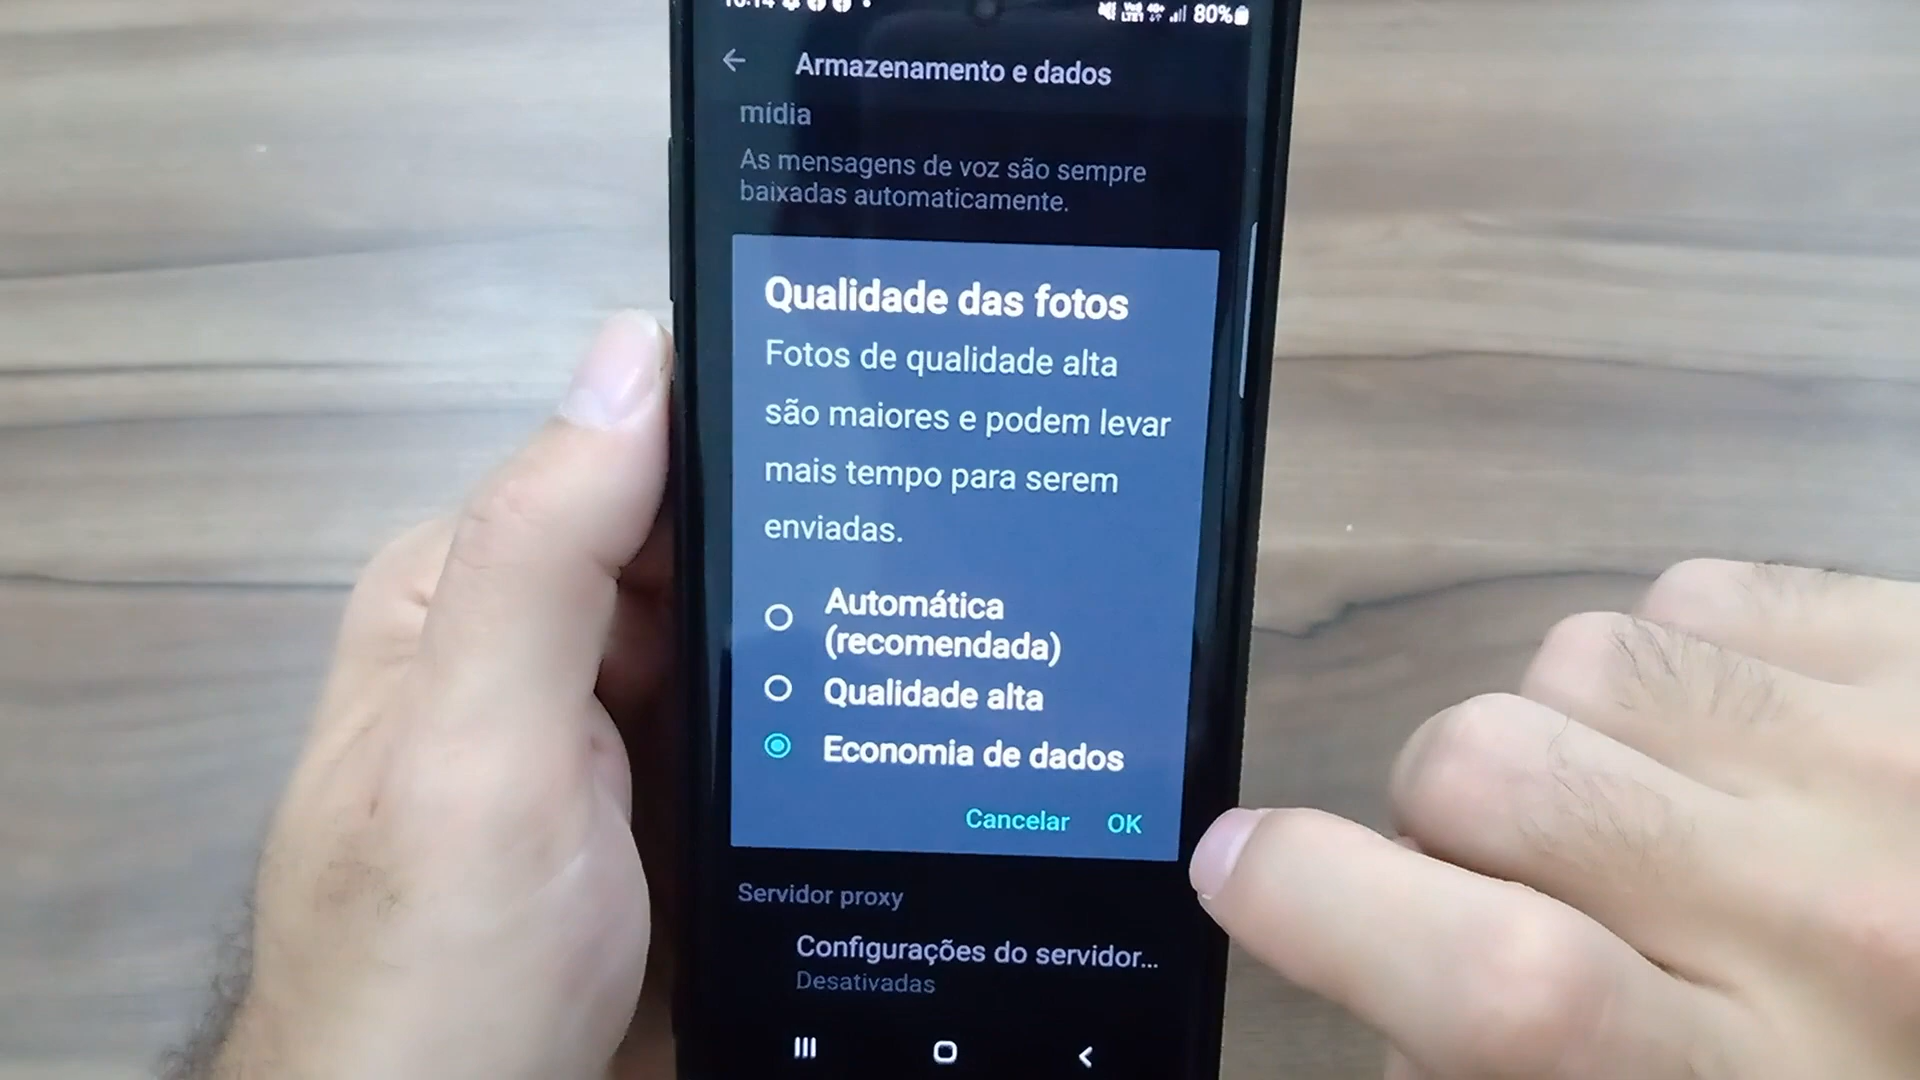 80%
Armazenamento e dados
mídia
As mensagens de voz são sempre
baixadas automaticamente.
Qualidade das fotos
Fotos de qualidade alta
são maiores e podem levar
mais tempo para serem
enviadas.
Automática
(recomendada)
Qualidade alta
Economia de dados
Cancelar OK
Servidor proxy
Configurações do servidor...
Desativadas